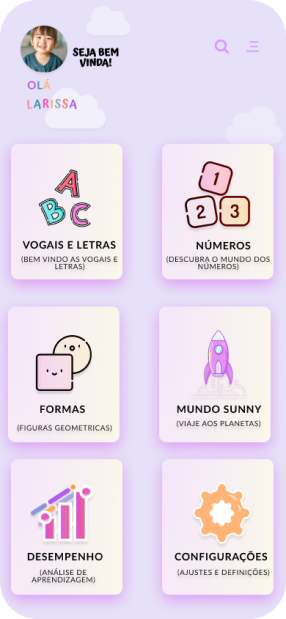 SEJA BEM
VINDA!
OLÁ
LARISSA
A
B
C
VOGAIS E LETRAS
(BEM VINDO AS VOGAIS E
LETRAS)
1
2
3
NÚMEROS
(DESCUBRA O MUNDO DOS
NÚMEROS)
FORMAS
(FIGURAS GEOMETRICAS)
MUNDO SUNNY
(VIAJE AOS PLANETAS)
DESEMPENHO
(ANÁLISE DE
APRENDIZAGEM)
CONFIGURAÇÕES
(AJUSTES E DEFINIÇÕES)